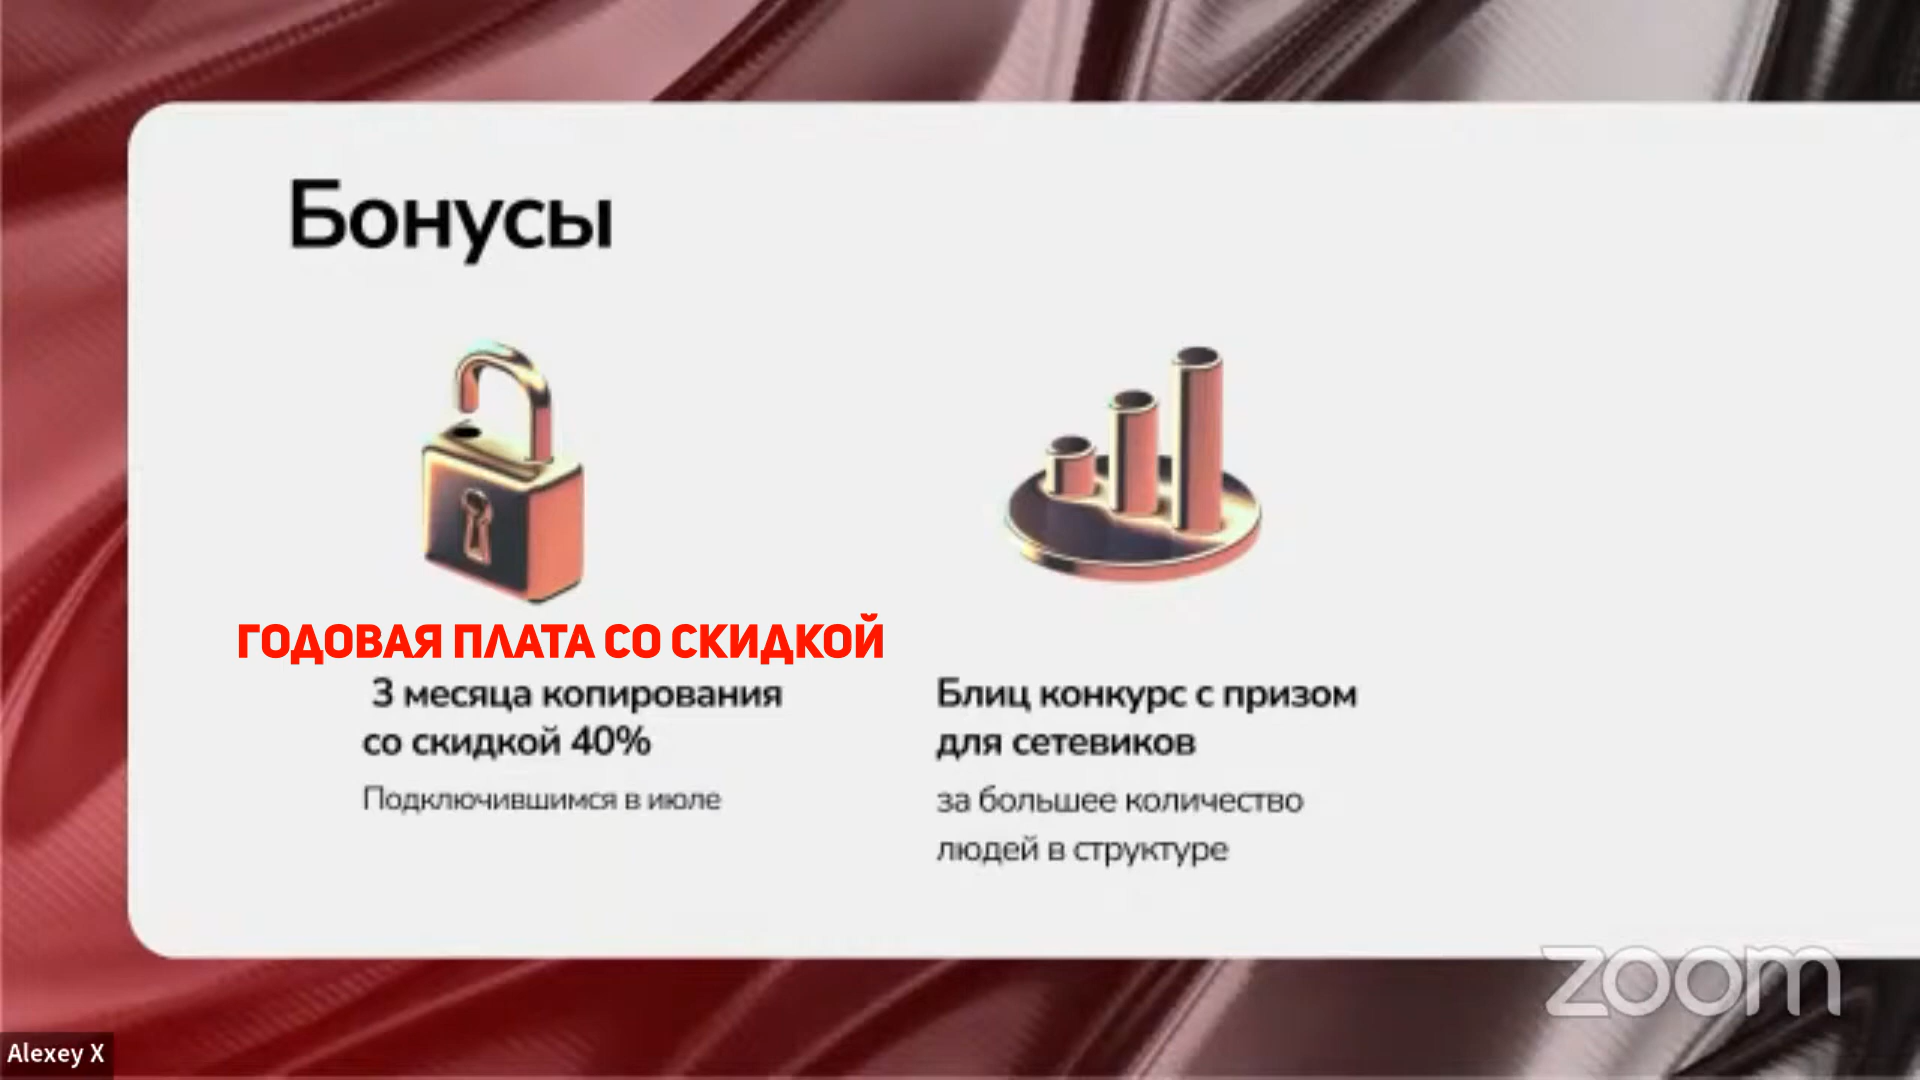 Бонусы
ГОДОВАЯ ПЛАТА СО СКИДКОЙ
3 месяца копирования
со скидкой 40%
Подключившимся в июле
Блиц конкурс с призом
для сетевиков
за большее количество
людей в структуре
zoom
Alexey X